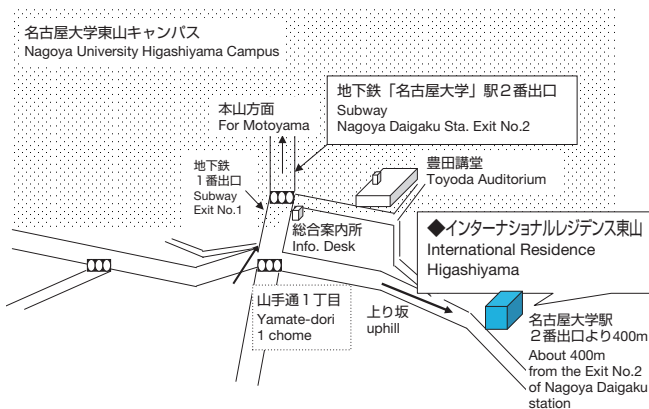 名古屋大学東山キャンパス
Nagoya University Higashiyama Campus
地下鉄「名古屋大学」駅２番出口
Subway
Nagoya Daigaku Sta. Exit No.2
本山方面
For Motoyama
地下鉄
１番出口
Subway
Exit No.1
豊田講堂
Toyoda Auditorium
総合案内所
Info. Desk
◆インターナショナルレジデンス東山
International Residence
Higashiyama
山手通１丁目
Yamate-dori
1 chome
上り坂
uphill
名古屋大学駅
２番出口より400m
About 400m
from the Exit No.2
of Nagoya Daigaku
station